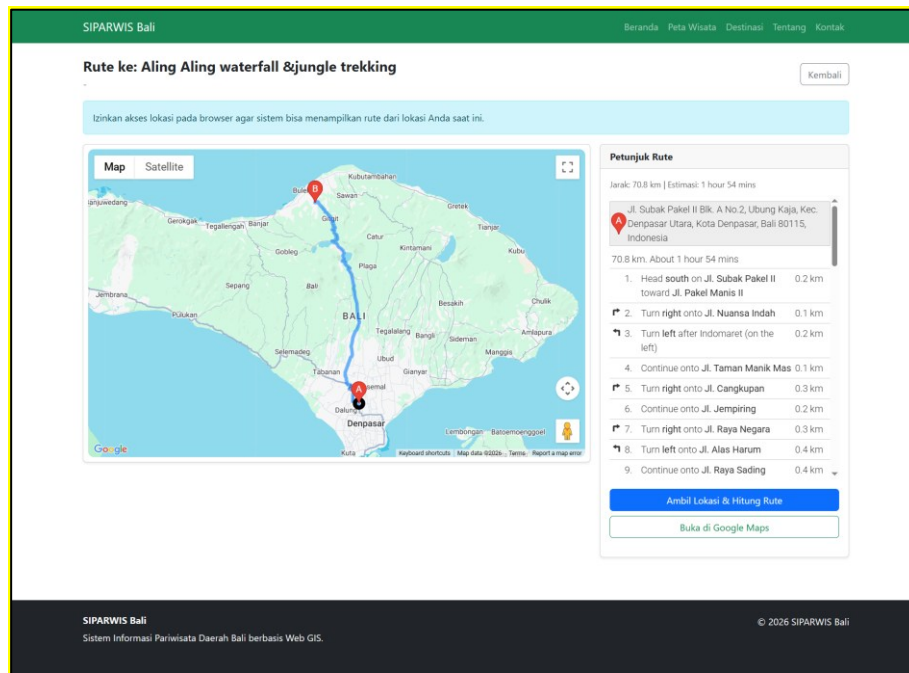 SIPARWIS Bali
Beranda Peta Wisata Destinasi Tentang Kontak
Rute ke: Aling Aling waterfall &jungle trekking
-
Kembali
Izinkan akses lokasi pada browser agar sistem bisa menampilkan rute dari lokasi Anda saat ini.
Map Satellite
Kubutambahan
Sawan
Gretek
Tianjar
Gerokgak
Tegallengah
Banjar
Gitgit
Catur
Kintamani
Kubu
Gobleg
Plaga
Sepang
Bali
Besakih
Chulik
Jembrana
Pulukan
BALI
Tegalalang
Bangli
Sideman
Amlapura
Selemadeg
Ubud
Manggis
Tabanan
Gianyar
A
B
Dalung
Denpasar
Lembongan
Batoemoenggoel
Kuta
Google
Keyboard shortcuts
Map data ©2026
Terms
Report a map error
Petunjuk Rute
Jarak: 70.8 km | Estimasi: 1 hour 54 mins
A
Jl. Subak Pakel II Blk. A No.2, Ubung Kaja, Kec.
Denpasar Utara, Kota Denpasar, Bali 80115,
Indonesia
70.8 km. About 1 hour 54 mins
1. Head south on Jl. Subak Pakel II 0.2 km
toward Jl. Pakel Manis II
2. Turn right onto Jl. Nuansa Indah 0.1 km
3. Turn left after Indomaret (on the 0.2 km
left)
4. Continue onto Jl. Taman Manik Mas 0.1 km
5. Turn right onto Jl. Cangkupan 0.3 km
6. Continue onto Jl. Jempiring 0.2 km
7. Turn right onto Jl. Raya Negara 0.3 km
8. Turn left onto Jl. Alas Harum 0.4 km
9. Continue onto Jl. Raya Sading 0.4 km
Ambil Lokasi & Hitung Rute
Buka di Google Maps
SIPARWIS Bali
Sistem Informasi Pariwisata Daerah Bali berbasis Web GIS.
© 2026 SIPARWIS Bali